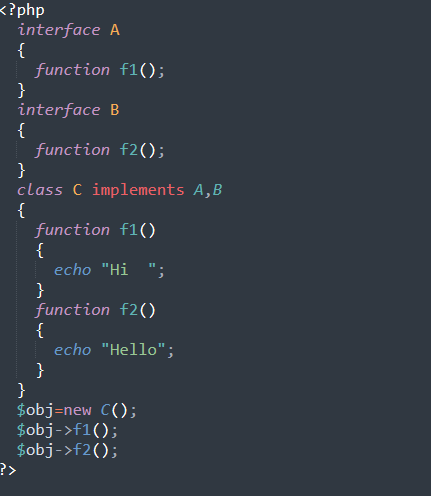 <?php
  interface A
  {
    function f1();
  }
  interface B
  {
    function f2();
  }
  class C implements A,B
  {
    function f1()
    {
      echo "Hi  ";
    }
    function f2()
    {
      echo "Hello";
    }
  }
  $obj=new C();
  $obj->f1();
  $obj->f2();
?>